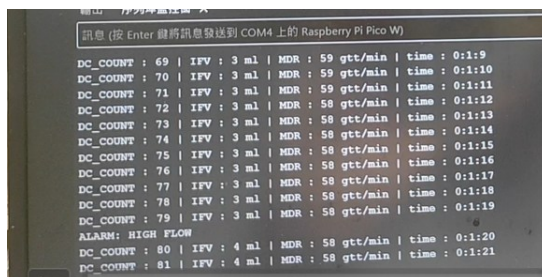 輸出 序列埠監控窗 X
訊息 (按 Enter 鍵將訊息發送到 COM4 上的 Raspberry Pi Pico W)
DC_COUNT : 69 | IFV : 3 ml | MDR : 59 gtt/min | time : 0:1:9
DC_COUNT : 70 | IFV : 3 ml | MDR : 59 gtt/min | time : 0:1:10
DC_COUNT : 71 | IFV : 3 ml | MDR : 59 gtt/min | time : 0:1:11
DC_COUNT : 72 | IFV : 3 ml | MDR : 58 gtt/min | time : 0:1:12
DC_COUNT : 73 | IFV : 3 ml | MDR : 58 gtt/min | time : 0:1:13
DC_COUNT : 74 | IFV : 3 ml | MDR : 58 gtt/min | time : 0:1:14
DC_COUNT : 75 | IFV : 3 ml | MDR : 58 gtt/min | time : 0:1:15
DC_COUNT : 76 | IFV : 3 ml | MDR : 58 gtt/min | time : 0:1:16
DC_COUNT : 77 | IFV : 3 ml | MDR : 58 gtt/min | time : 0:1:17
DC_COUNT : 78 | IFV : 3 ml | MDR : 58 gtt/min | time : 0:1:18
DC_COUNT : 79 | IFV : 3 ml | MDR : 58 gtt/min | time : 0:1:19
ALARM: HIGH FLOW
DC_COUNT : 80 | IFV : 4 ml | MDR : 58 gtt/min | time : 0:1:20
DC_COUNT : 81 | IFV : 4 ml | MDR : 58 gtt/min | time : 0:1:21